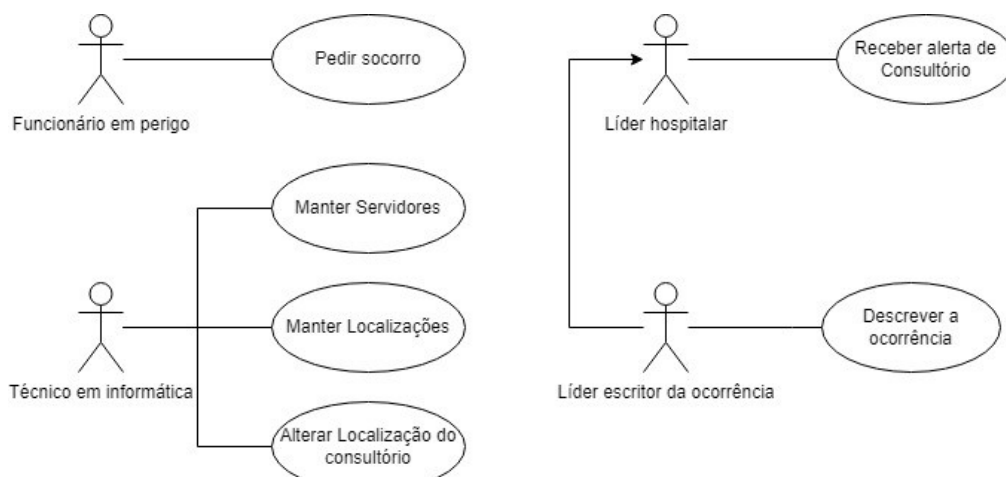 Pedir socorro
Funcionário em perigo
Receber alerta de
Consultório
Líder hospitalar
Manter Servidores
Manter Localizações
Técnico em informática
Alterar Localização do
consultório
Descrever a
ocorrência
Líder escritor da ocorrência